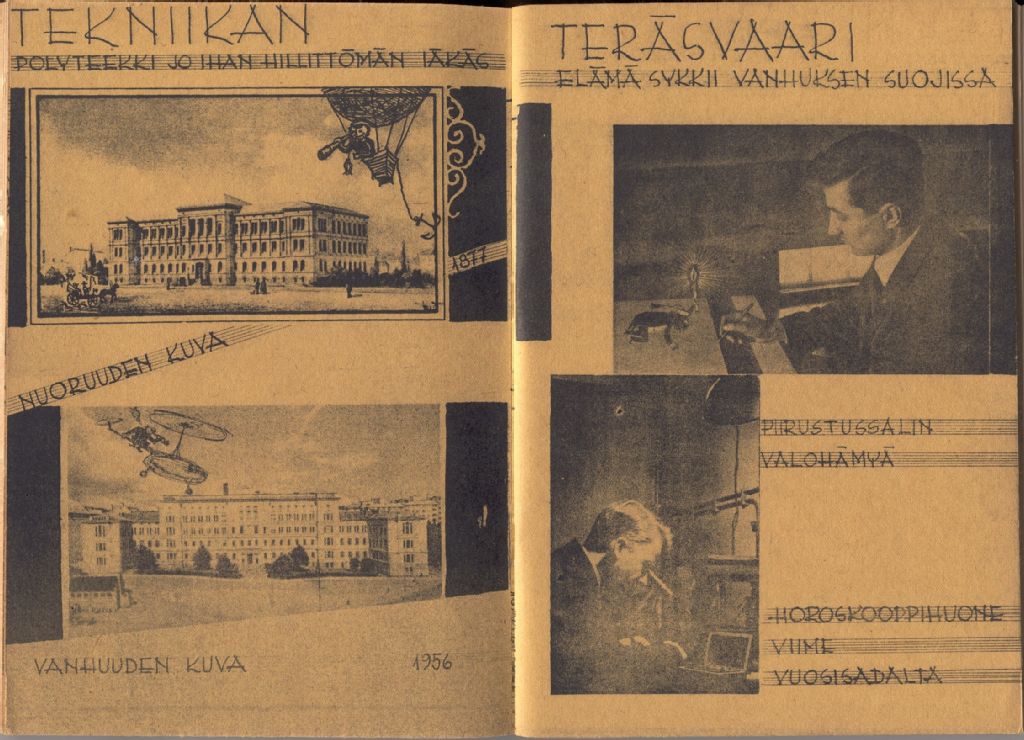 TEKNIIKAN
POLYTEEKKI JO IHAN HILLITTÖMÄN IÄKÄS
1877
NUORUUDEN KUVA
VANHUUDEN KUVA 1956
TERÄSVAARI
ELÄMÄ SYKKII VANHUKSEN SUOJISSA
PIIRUSTUSSALIN
VALOHÄMYÄ
HOROSKOOPPIHUONE
VIIME
VUOSISADALTA